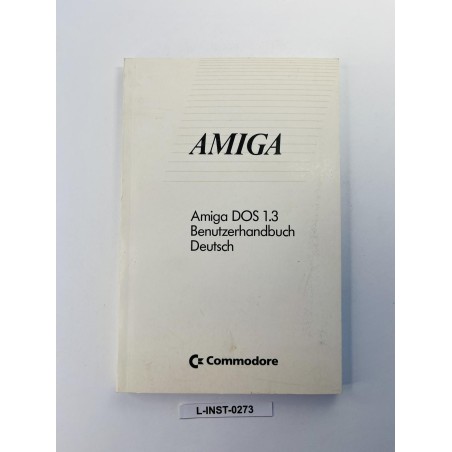 AMIGA
Amiga DOS 1.3
Benutzerhandbuch
Deutsch
Commodore
L-INST-0273